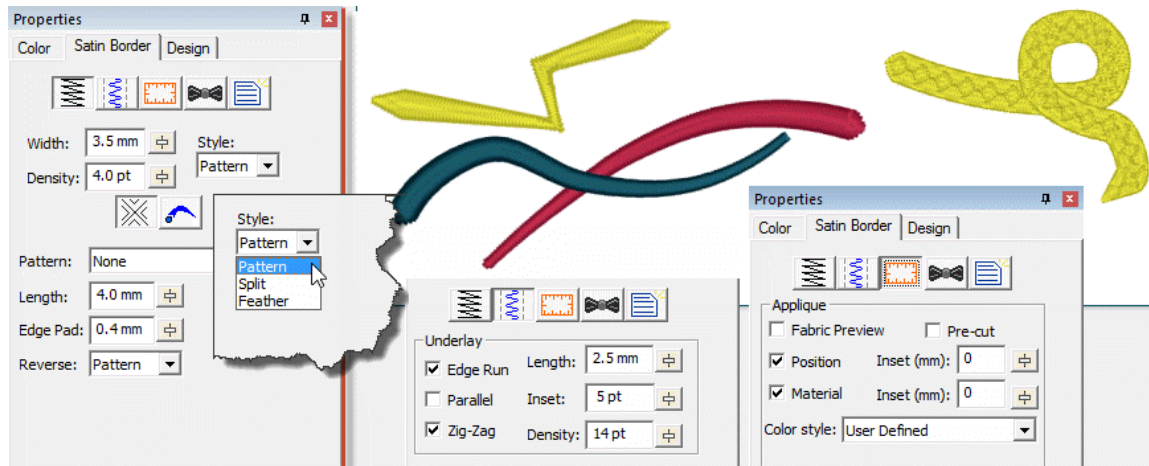 Properties
Color Satin Border Design
Width: 3.5 mm Style:
Density: 4.0 pt Pattern
Pattern: None
Length: 4.0 mm
Edge Pad: 0.4 mm
Reverse: Pattern
Style:
Pattern
Pattern
Split
Feather
Underlay
Edge Run Length: 2.5 mm
Parallel Inset: 5 pt
Zig-Zag Density: 14 pt
Properties
Color Satin Border Design
Applique
Fabric Preview Pre-cut
Position Inset (mm): 0
Material Inset (mm): 0
Color style: User Defined